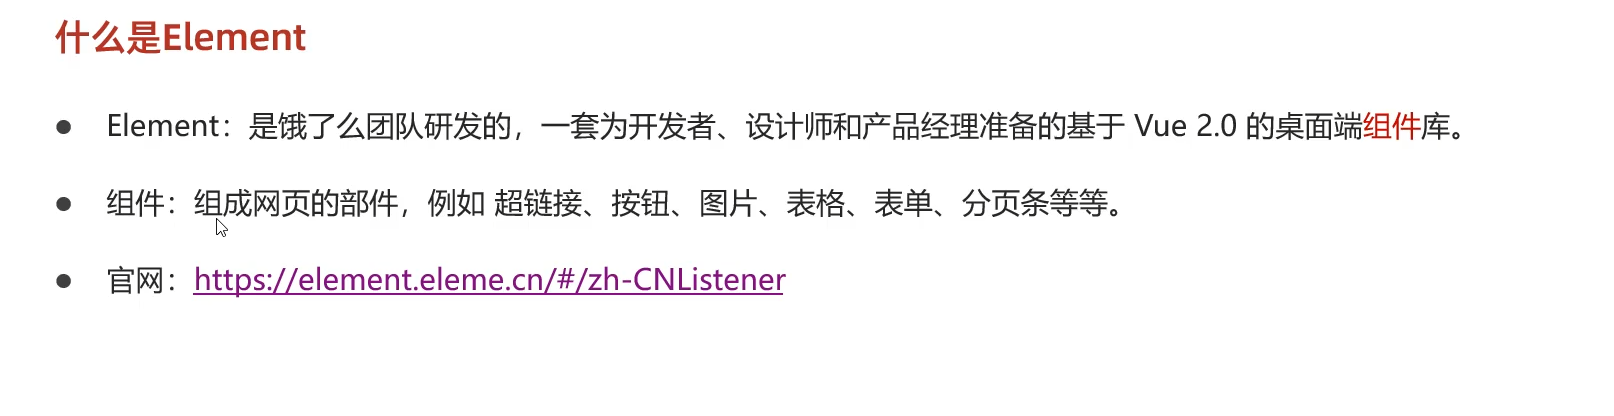 什么是Element
● Element：是饿了么团队研发的，一套为开发者、设计师和产品经理准备的基于 Vue 2.0 的桌面端组件库。
● 组件：组成网页的部件，例如 超链接、按钮、图片、表格、表单、分页条等等。
● 官网：https://element.eleme.cn/#/zh-CNListener